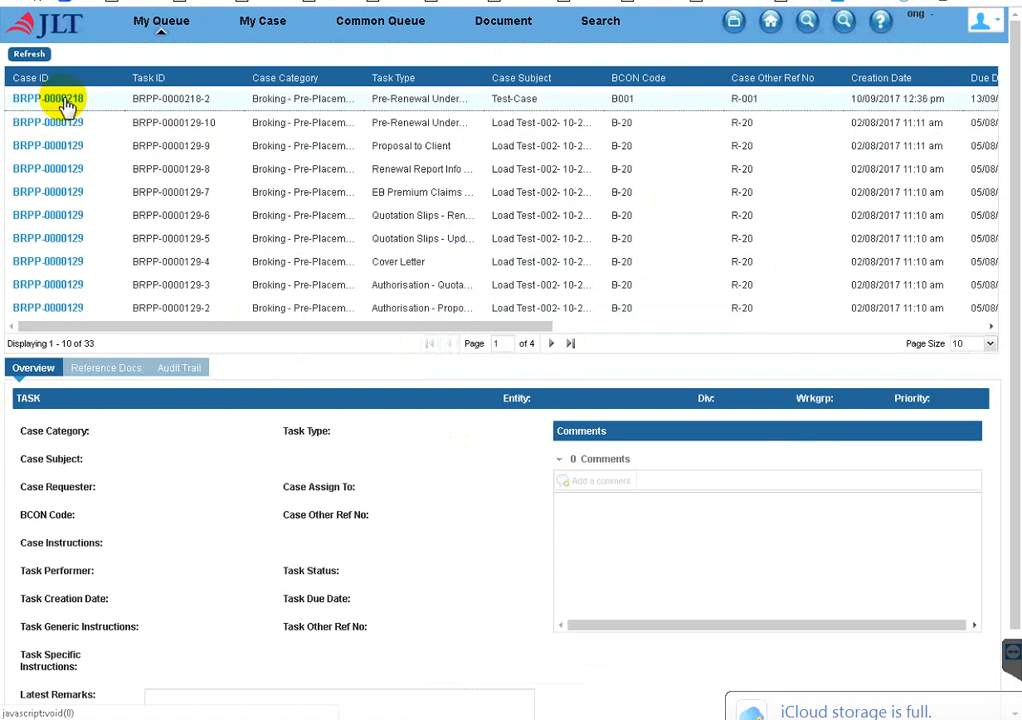 JLT My Queue My Case Common Queue Document Search ong
Refresh
Case ID Task ID Case Category Task Type Case Subject BCON Code Case Other Ref No Creation Date Due D
BRPP-0000218 BRPP-0000218-2 Broking - Pre-Placem... Pre-Renewal Under... Test-Case B001 R-001 10/09/2017 12:36 pm 13/09/
BRPP-0000129 BRPP-0000129-10 Broking - Pre-Placem... Pre-Renewal Under... Load Test -002- 10-2... B-20 R-20 02/08/2017 11:11 am 05/08/
BRPP-0000129 BRPP-0000129-9 Broking - Pre-Placem... Proposal to Client Load Test -002- 10-2... B-20 R-20 02/08/2017 11:11 am 05/08/
BRPP-0000129 BRPP-0000129-8 Broking - Pre-Placem... Renewal Report Info ... Load Test -002- 10-2... B-20 R-20 02/08/2017 11:10 am 05/08/
BRPP-0000129 BRPP-0000129-7 Broking - Pre-Placem... EB Premium Claims ... Load Test -002- 10-2... B-20 R-20 02/08/2017 11:10 am 05/08/
BRPP-0000129 BRPP-0000129-6 Broking - Pre-Placem... Quotation Slips - Ren... Load Test -002- 10-2... B-20 R-20 02/08/2017 11:10 am 05/08/
BRPP-0000129 BRPP-0000129-5 Broking - Pre-Placem... Quotation Slips - Upd... Load Test -002- 10-2... B-20 R-20 02/08/2017 11:10 am 05/08/
BRPP-0000129 BRPP-0000129-4 Broking - Pre-Placem... Cover Letter Load Test -002- 10-2... B-20 R-20 02/08/2017 11:10 am 05/08/
BRPP-0000129 BRPP-0000129-3 Broking - Pre-Placem... Authorisation - Quota... Load Test -002- 10-2... B-20 R-20 02/08/2017 11:10 am 05/08/
BRPP-0000129 BRPP-0000129-2 Broking - Pre-Placem... Authorisation - Propo... Load Test -002- 10-2... B-20 R-20 02/08/2017 11:10 am 05/08/
Displaying 1 - 10 of 33 Page 1 of 4 Page Size 10
Overview Reference Docs Audit Trail
TASK Entity: Div: Wrkgrp: Priority:
Case Category: Task Type: Comments
Case Subject: 0 Comments
Add a comment
Case Requester: Case Assign To:
BCON Code: Case Other Ref No:
Case Instructions:
Task Performer: Task Status:
Task Creation Date: Task Due Date:
Task Generic Instructions: Task Other Ref No:
Task Specific
Instructions:
Latest Remarks:
javascript:void(0) iCloud storage is full.